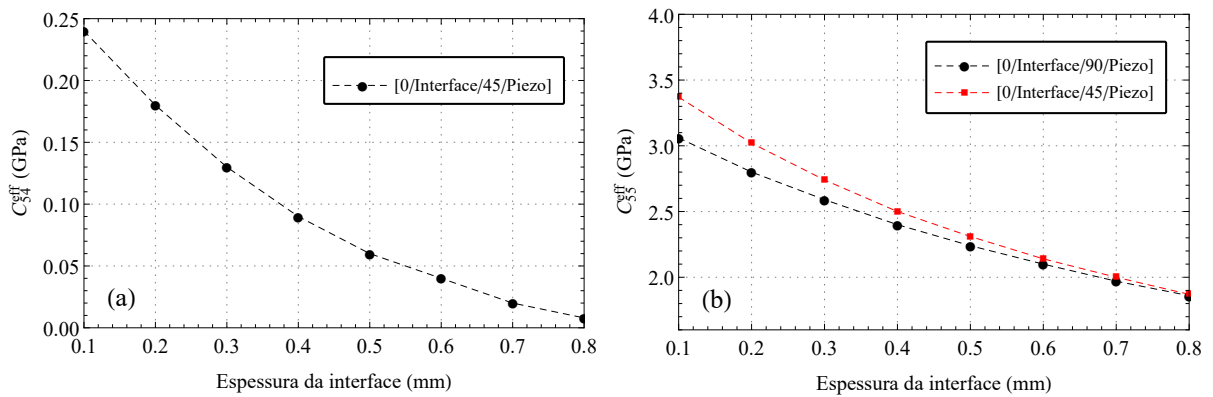 0.25
0.20
0.15
0.10
0.05
0.00
C54^eff (GPa)
[0/Interface/45/Piezo]
(a)
0.1 0.2 0.3 0.4 0.5 0.6 0.7 0.8
Espessura da interface (mm)
4.0
3.5
3.0
2.5
2.0
C55^eff (GPa)
[0/Interface/90/Piezo]
[0/Interface/45/Piezo]
(b)
0.1 0.2 0.3 0.4 0.5 0.6 0.7 0.8
Espessura da interface (mm)